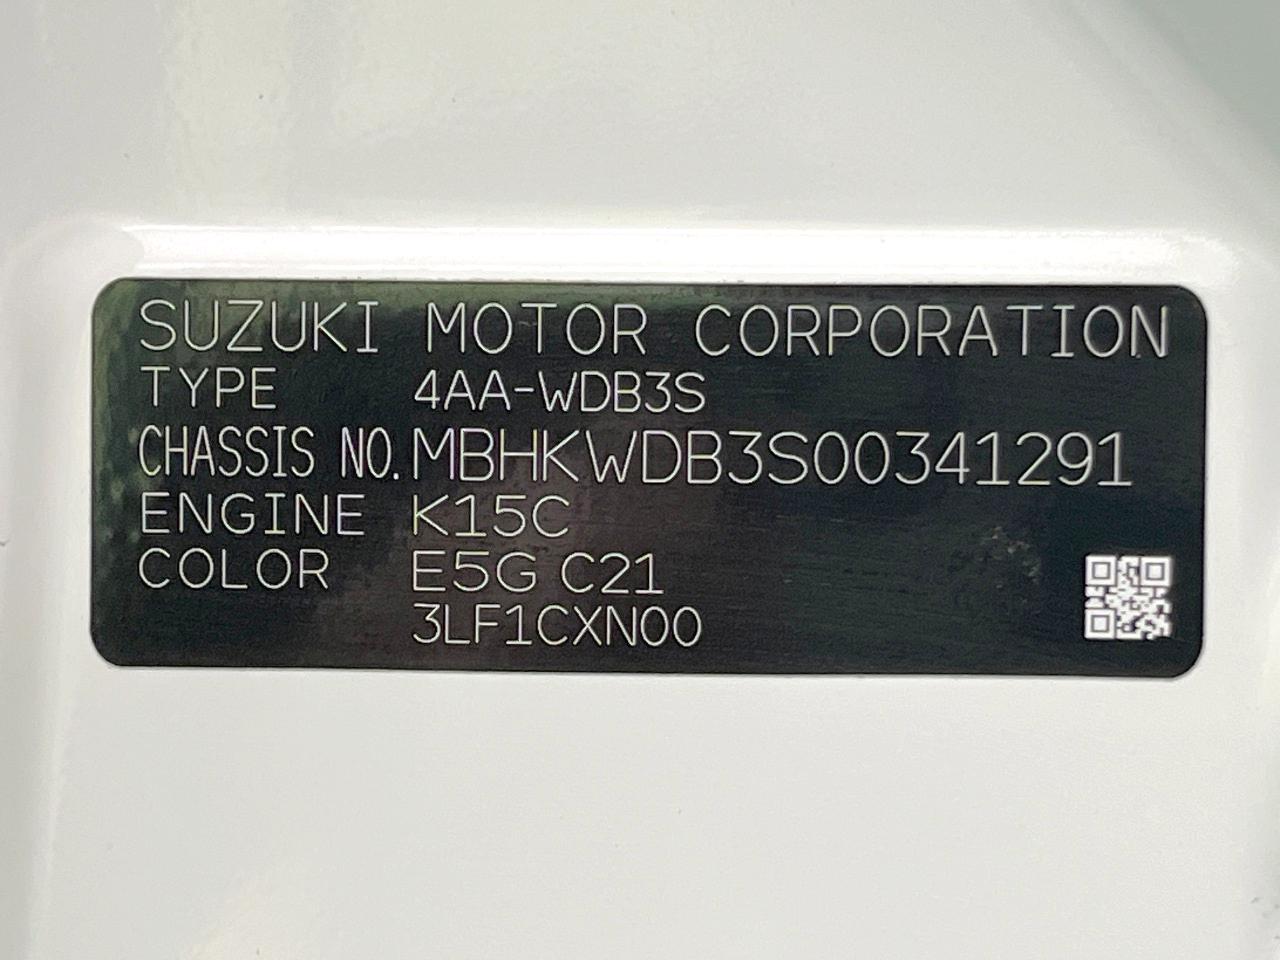 SUZUKI MOTOR CORPORATION
TYPE 4AA-WDB3S
CHASSIS NO. MBHKWDB3S00341291
ENGINE K15C
COLOR E5G C21
3LF1CXN00